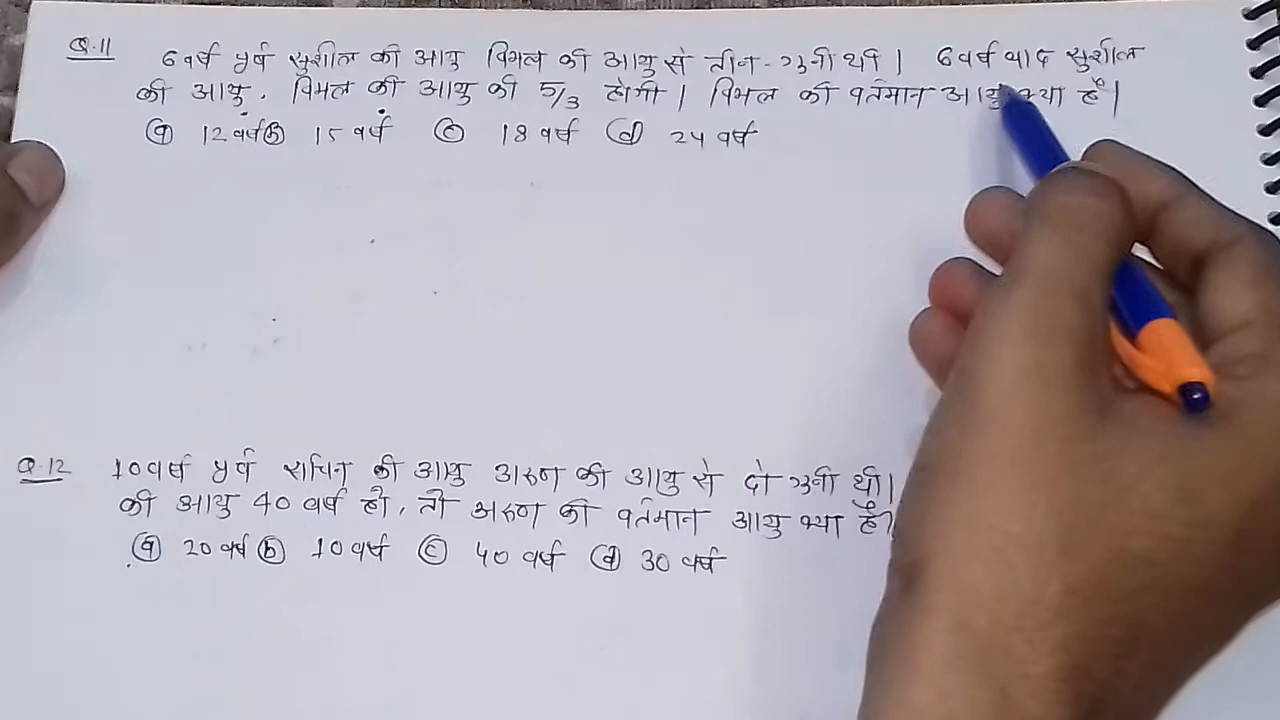 Q.11 6 वर्ष पूर्व सुशील की आयु विमल की आयु से तीन-गुनी थी। 6 वर्ष बाद सुशील
की आयु, विमल की आयु की 5/3 होगी। विमल की वर्तमान आयु क्या है।
(a) 12 वर्ष (b) 15 वर्ष (c) 18 वर्ष (d) 24 वर्ष
Q.12 10 वर्ष पूर्व सचिन की आयु अरुण की आयु से दो गुनी थी।
की आयु 40 वर्ष हो, तो अरुण की वर्तमान आयु क्या है?
(a) 20 वर्ष (b) 10 वर्ष (c) 40 वर्ष (d) 30 वर्ष